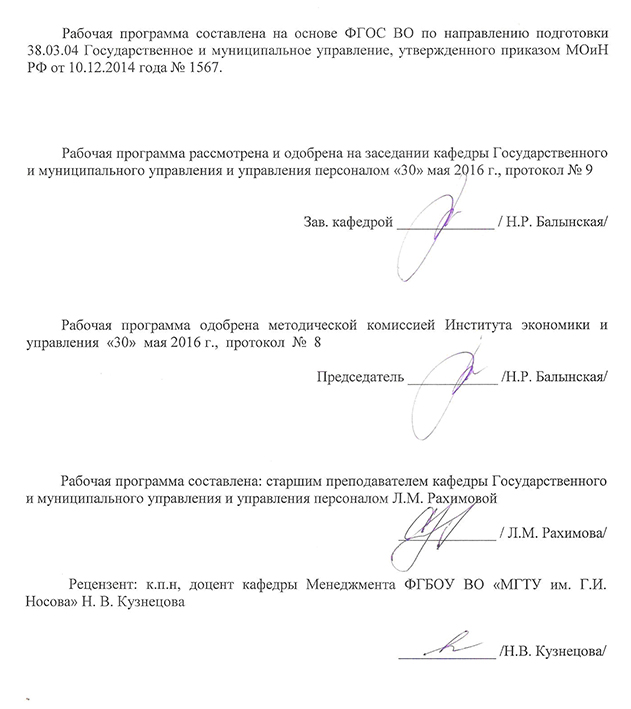 Рабочая программа составлена на основе ФГОС ВО по направлению подготовки
38.03.04 Государственное и муниципальное управление, утвержденного приказом МОиН
РФ от 10.12.2014 года № 1567.
Рабочая программа рассмотрена и одобрена на заседании кафедры Государственного
и муниципального управления и управления персоналом «30» мая 2016 г., протокол № 9
Зав. кафедрой _____________ / Н.Р. Балынская/
Рабочая программа одобрена методической комиссией Института экономики и
управления «30» мая 2016 г., протокол № 8
Председатель ____________ /Н.Р. Балынская/
Рабочая программа составлена: старшим преподавателем кафедры Государственного
и муниципального управления и управления персоналом Л.М. Рахимовой
_____________ / Л.М. Рахимова/
Рецензент: к.п.н, доцент кафедры Менеджмента ФГБОУ ВО «МГТУ им. Г.И.
Носова» Н. В. Кузнецова
_____________ /Н.В. Кузнецова/